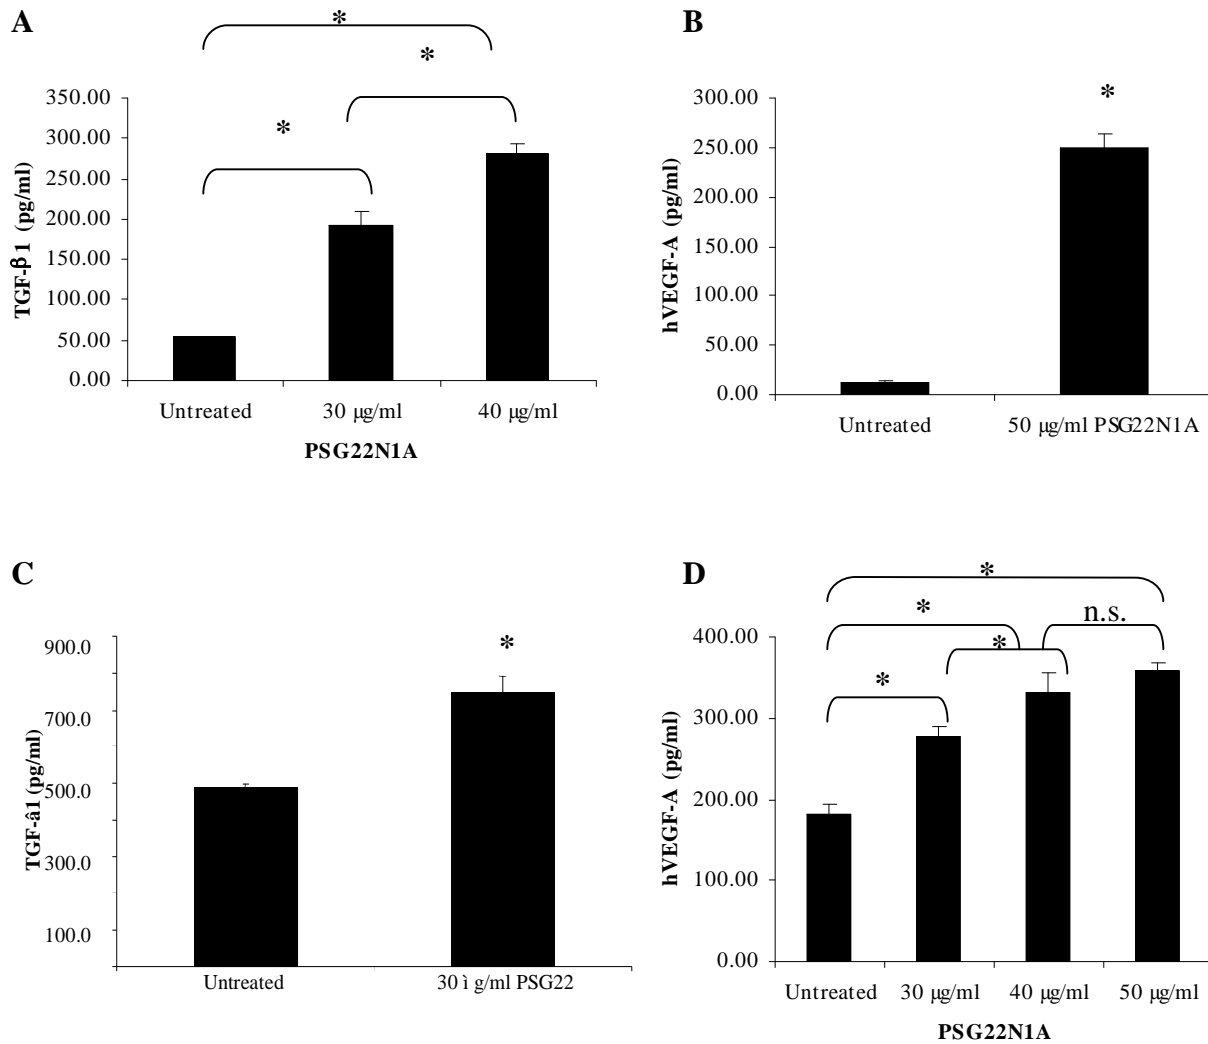 A
*
*
*
350.00
300.00
250.00
200.00
150.00
100.00
50.00
0.00
TGF-β1 (pg/ml)
Untreated 30 μg/ml 40 μg/ml
PSG22N1A
B
*
300.00
250.00
200.00
150.00
100.00
50.00
0.00
hVEGF-A (pg/ml)
Untreated 50 μg/ml PSG22N1A
C
*
900.0
700.0
500.0
300.0
100.0
TGF-â1 (pg/ml)
Untreated 30 ì g/ml PSG22
D
*
*
n.s.
*
*
400.00
300.00
200.00
100.00
0.00
hVEGF-A (pg/ml)
Untreated 30 μg/ml 40 μg/ml 50 μg/ml
PSG22N1A